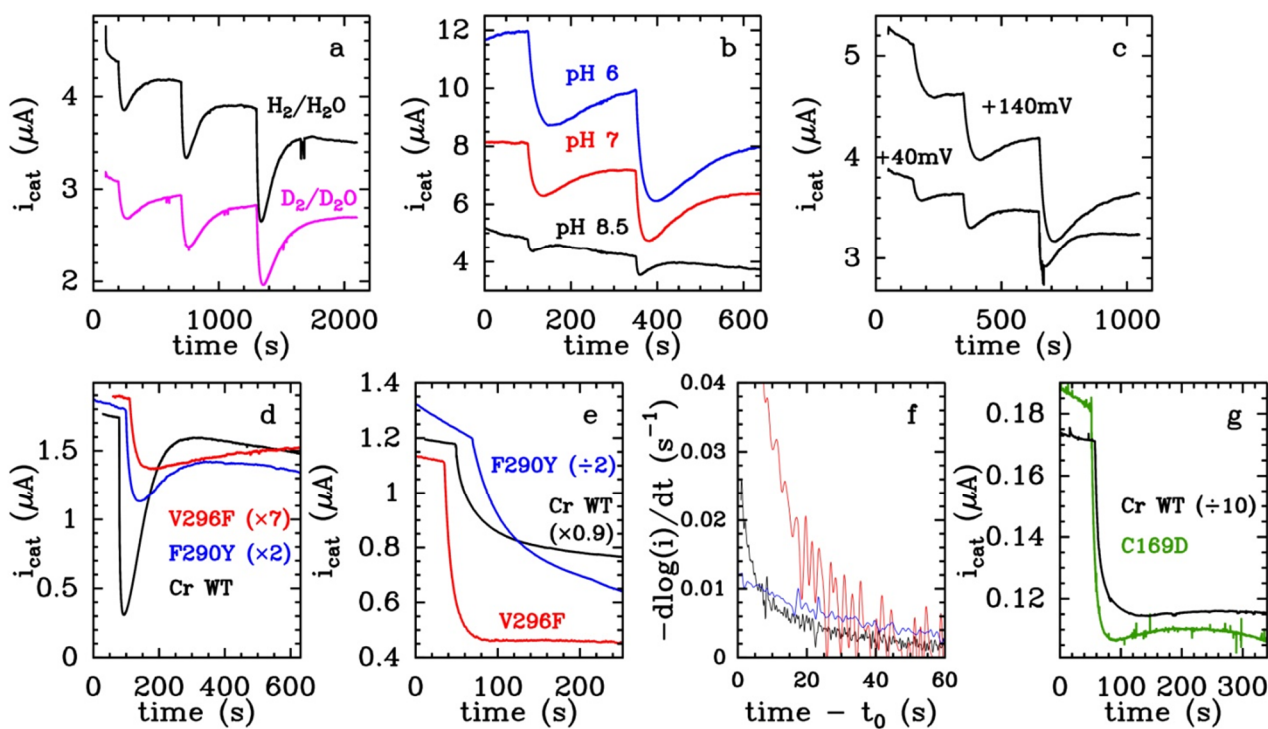 a
i_cat (μA)
4
3
2
H₂/H₂O
D₂/D₂O
0 1000 2000
time (s)
b
i_cat (μA)
12
10
8
6
4
pH 6
pH 7
pH 8.5
0 200 400 600
time (s)
c
i_cat (μA)
5
4
3
+140mV
+40mV
0 500 1000
time (s)
d
i_cat (μA)
1.5
1
0.5
0
V296F (×7)
F290Y (×2)
Cr WT
0 200 400 600
time (s)
e
i_cat (μA)
1.4
1.2
1.0
0.8
0.6
0.4
F290Y (÷2)
Cr WT
(×0.9)
V296F
0 100 200
time (s)
f
−dlog(i)/dt (s⁻¹)
0.04
0.03
0.02
0.01
0
0 20 40 60
time − t₀ (s)
g
i_cat (μA)
0.18
0.16
0.14
0.12
Cr WT (÷10)
C169D
0 100 200 300
time (s)